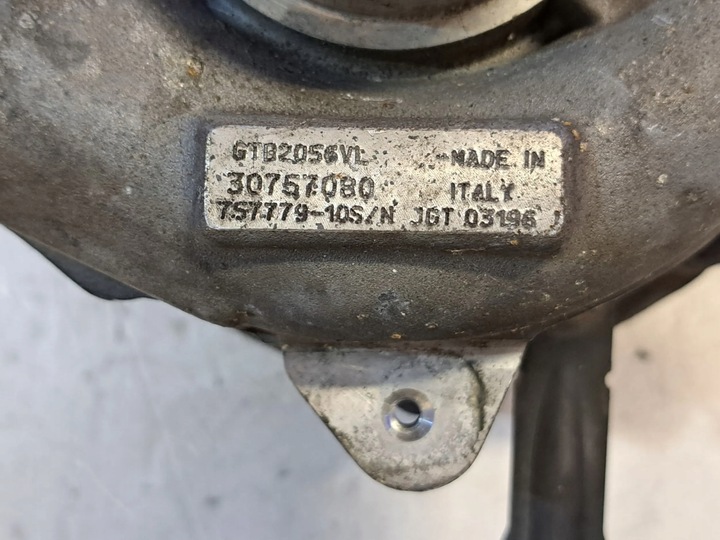 GTB2056VL MADE IN
30757080 ITALY
757779-10S/N JGT 03196